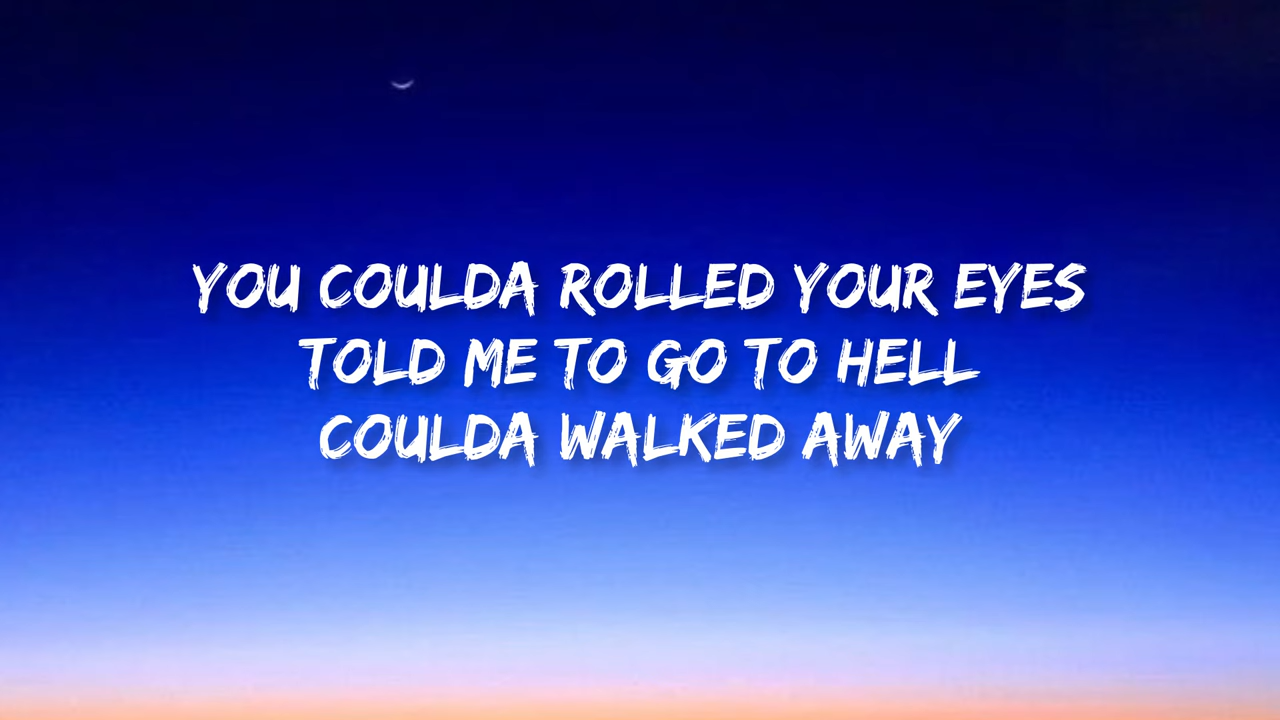 YOU COULDA ROLLED YOUR EYES
TOLD ME TO GO TO HELL
COULDA WALKED AWAY